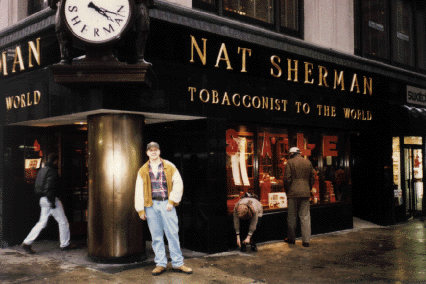 SHERMAN
MAN
NAT SHERMAN
WORLD
TOBACCONIST TO THE WORLD
SALE